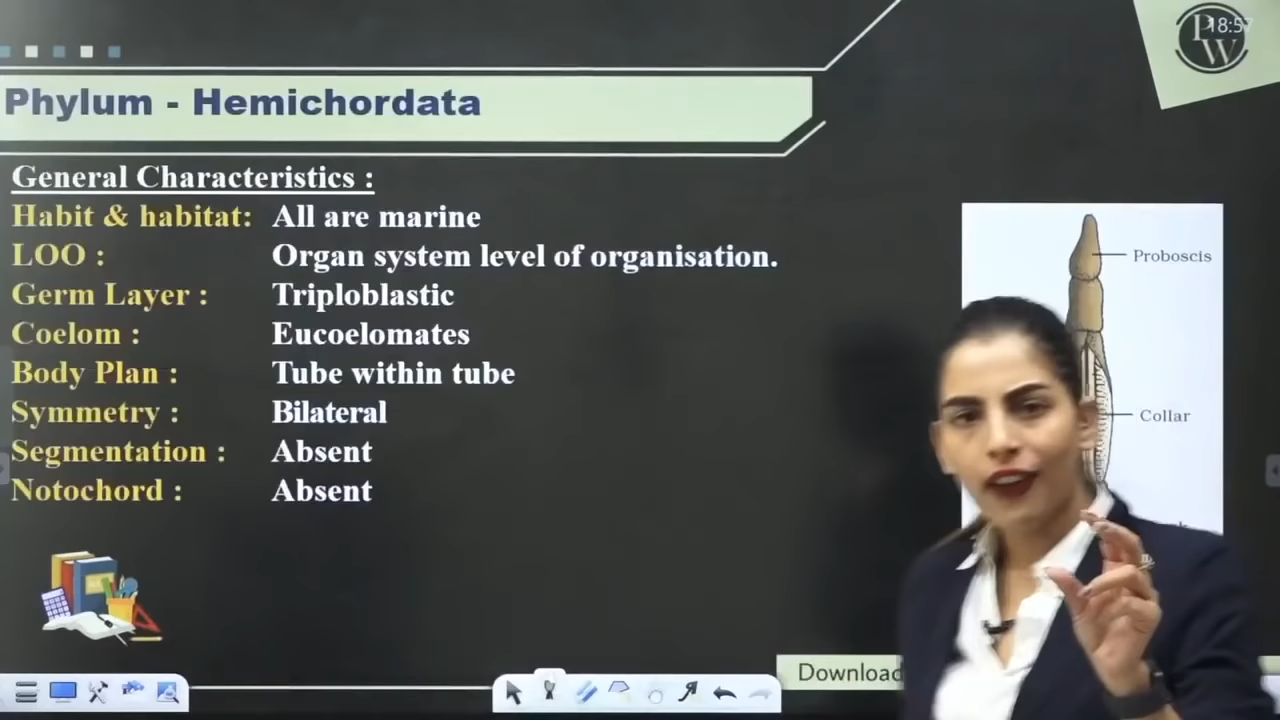 PW
18:57
Phylum - Hemichordata
General Characteristics :
Habit & habitat: All are marine
LOO : Organ system level of organisation.
Germ Layer : Triploblastic
Coelom : Eucoelomates
Body Plan : Tube within tube
Symmetry : Bilateral
Segmentation : Absent
Notochord : Absent
Proboscis
Collar
Download